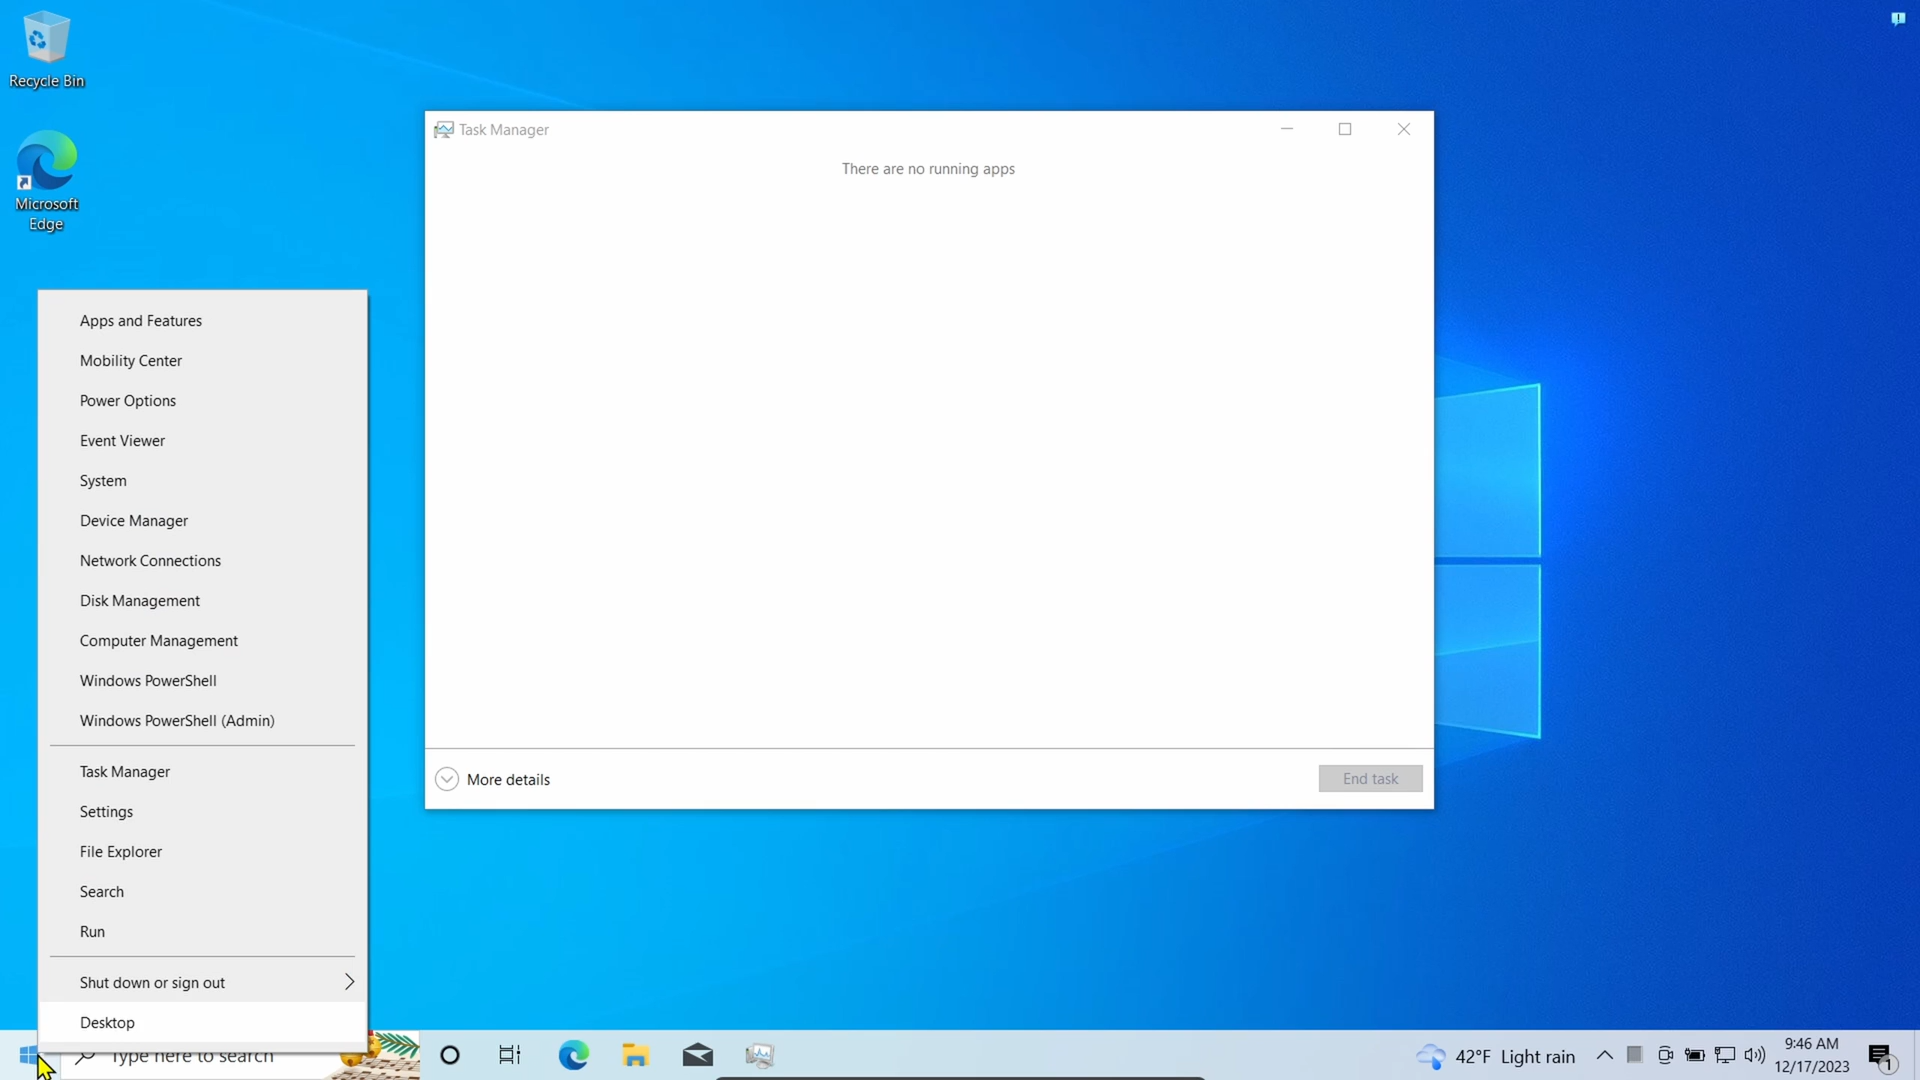 Recycle Bin
Microsoft
Edge
Task Manager
There are no running apps
More details
End task
Apps and Features
Mobility Center
Power Options
Event Viewer
System
Device Manager
Network Connections
Disk Management
Computer Management
Windows PowerShell
Windows PowerShell (Admin)
Task Manager
Settings
File Explorer
Search
Run
Shut down or sign out
Desktop
Type here to search
42°F Light rain
9:46 AM
12/17/2023
1